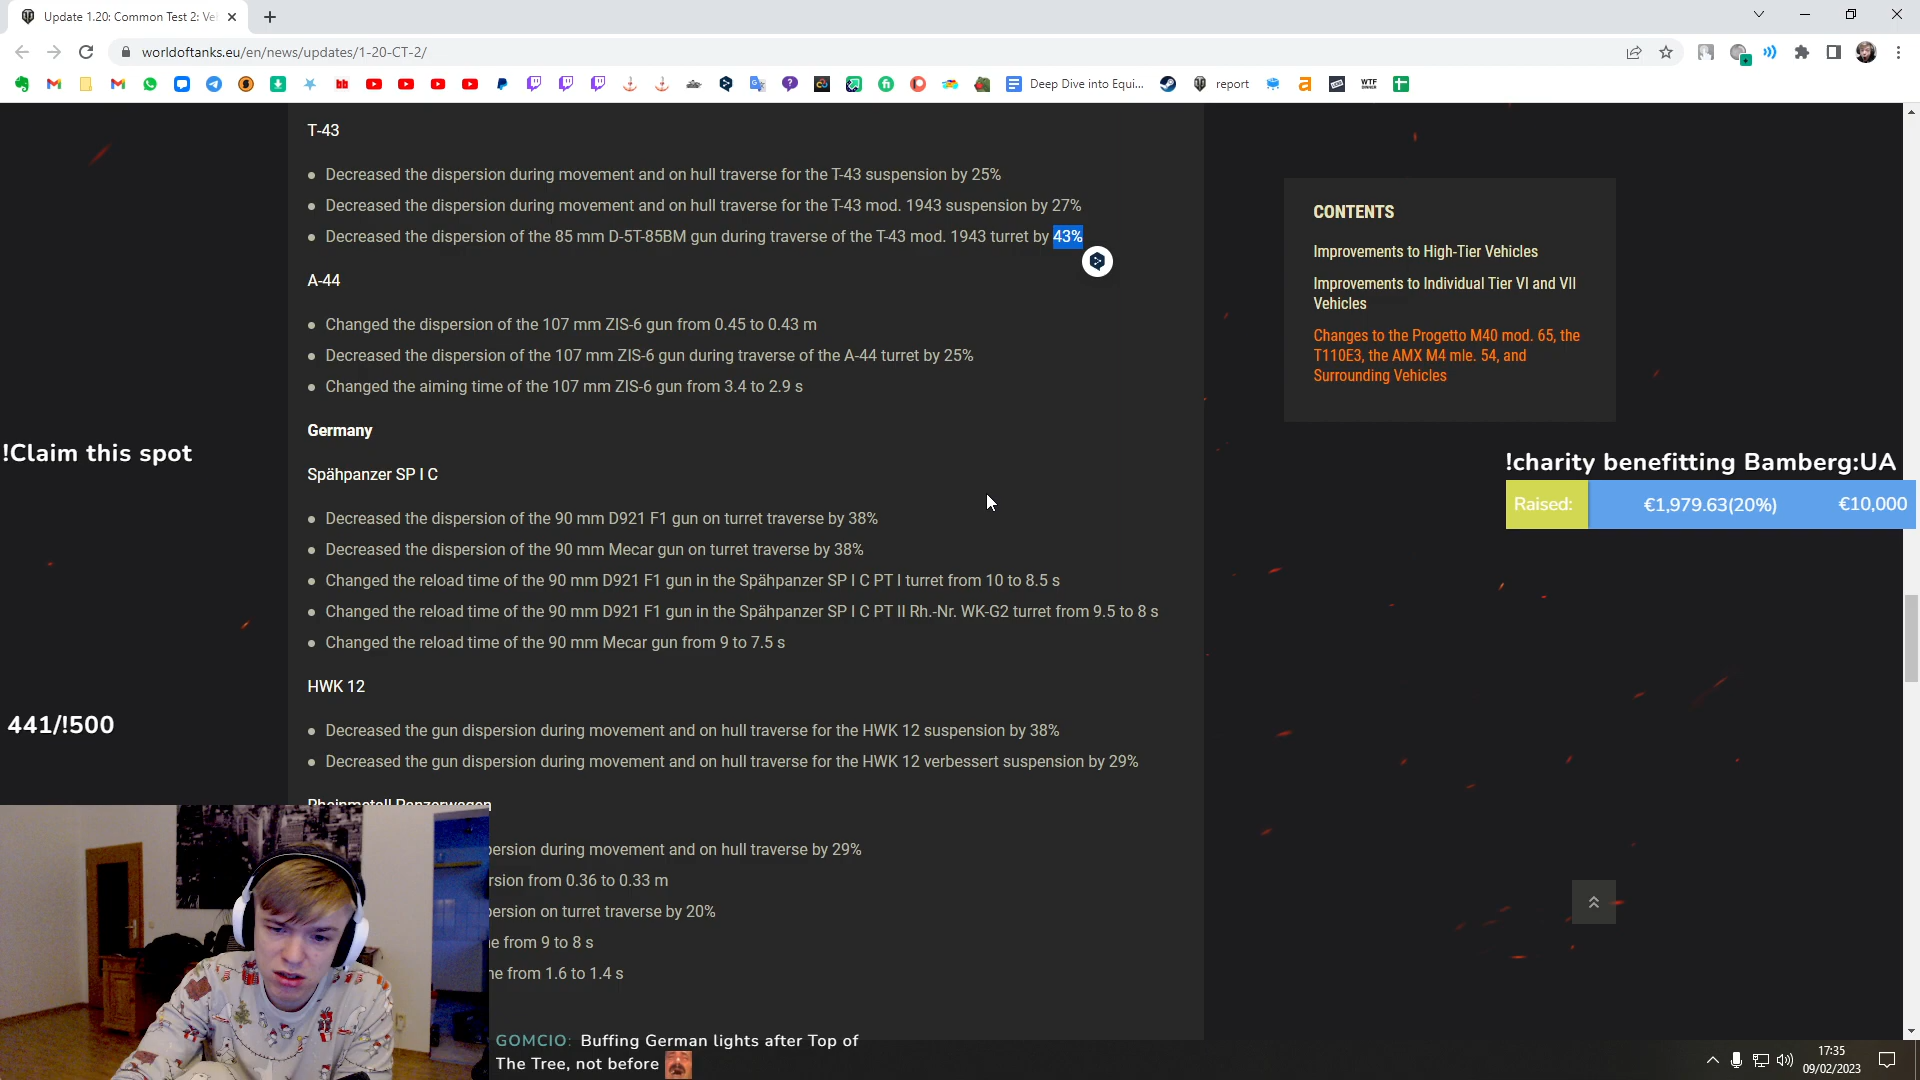 Update 1.20: Common Test 2: Ve
worldoftanks.eu/en/news/updates/1-20-CT-2/
Deep Dive into Equi...
report
WTF
T-43
Decreased the dispersion during movement and on hull traverse for the T-43 suspension by 25%
Decreased the dispersion during movement and on hull traverse for the T-43 mod. 1943 suspension by 27%
Decreased the dispersion of the 85 mm D-5T-85BM gun during traverse of the T-43 mod. 1943 turret by 43%
A-44
Changed the dispersion of the 107 mm ZIS-6 gun from 0.45 to 0.43 m
Decreased the dispersion of the 107 mm ZIS-6 gun during traverse of the A-44 turret by 25%
Changed the aiming time of the 107 mm ZIS-6 gun from 3.4 to 2.9 s
Germany
Spähpanzer SP I C
Decreased the dispersion of the 90 mm D921 F1 gun on turret traverse by 38%
Decreased the dispersion of the 90 mm Mecar gun on turret traverse by 38%
Changed the reload time of the 90 mm D921 F1 gun in the Spähpanzer SP I C PT I turret from 10 to 8.5 s
Changed the reload time of the 90 mm D921 F1 gun in the Spähpanzer SP I C PT II Rh.-Nr. WK-G2 turret from 9.5 to 8 s
Changed the reload time of the 90 mm Mecar gun from 9 to 7.5 s
HWK 12
Decreased the gun dispersion during movement and on hull traverse for the HWK 12 suspension by 38%
Decreased the gun dispersion during movement and on hull traverse for the HWK 12 verbessert suspension by 29%
Rheinmetall Panzerwagen
persion during movement and on hull traverse by 29%
rsion from 0.36 to 0.33 m
persion on turret traverse by 20%
e from 9 to 8 s
ne from 1.6 to 1.4 s
CONTENTS
Improvements to High-Tier Vehicles
Improvements to Individual Tier VI and VII
Vehicles
Changes to the Progetto M40 mod. 65, the
T110E3, the AMX M4 mle. 54, and
Surrounding Vehicles
!Claim this spot
!charity benefitting Bamberg:UA
Raised: €1,979.63(20%) €10,000
441/!500
GOMCIO: Buffing German lights after Top of
The Tree, not before
17:35
09/02/2023